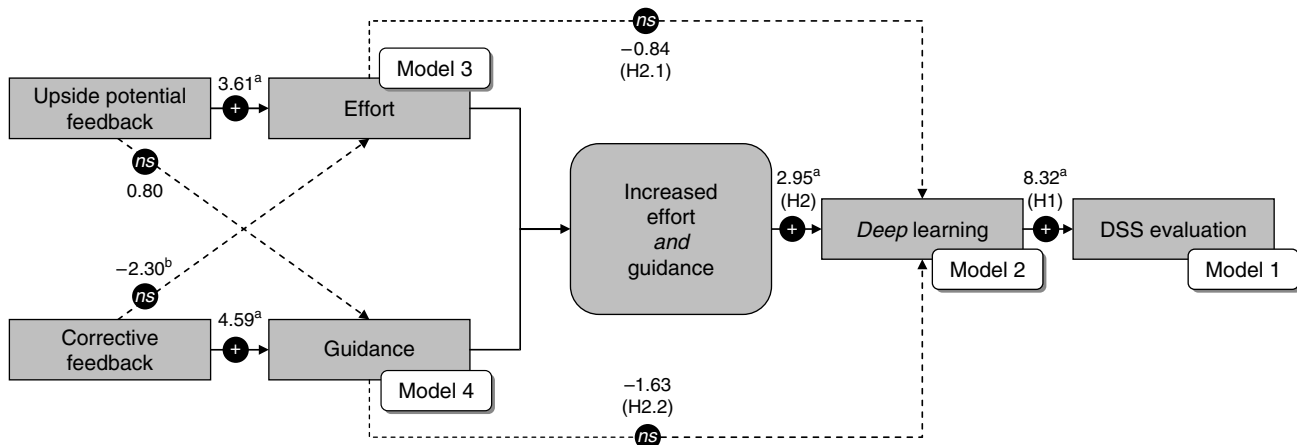 ns
−0.84
(H2.1)
Model 3
Upside potential
feedback
3.61ᵃ
+
Effort
ns
0.80
Increased
effort
and
guidance
2.95ᵃ
(H2)
+
Deep learning
Model 2
8.32ᵃ
(H1)
+
DSS evaluation
Model 1
−2.30ᵇ
ns
Corrective
feedback
4.59ᵃ
+
Guidance
Model 4
−1.63
(H2.2)
ns